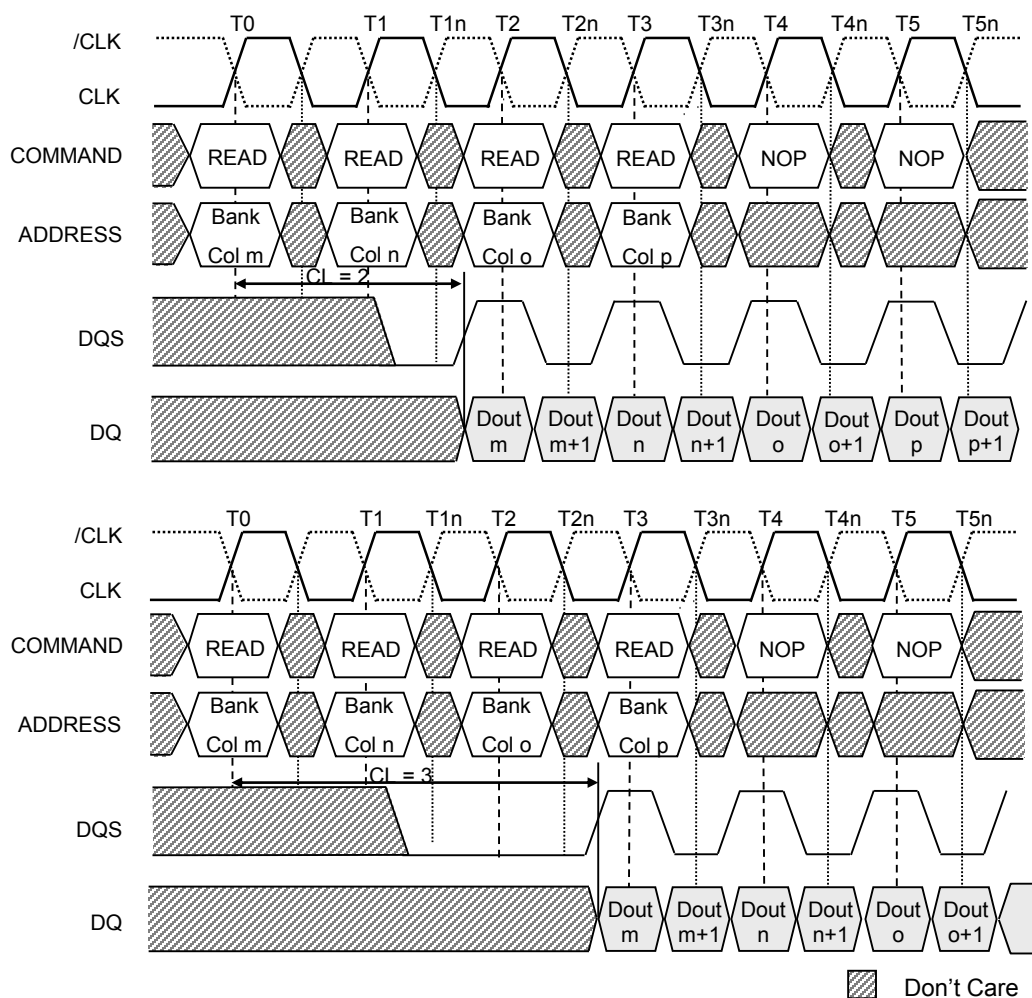 T0 T1 T1n T2 T2n T3 T3n T4 T4n T5 T5n
/CLK
CLK
COMMAND READ READ READ READ NOP NOP
ADDRESS Bank Bank Bank Bank
Col m Col n Col o Col p
CL = 2
DQS
DQ Dout Dout Dout Dout Dout Dout Dout Dout
m m+1 n n+1 o o+1 p p+1
T0 T1 T1n T2 T2n T3 T3n T4 T4n T5 T5n
/CLK
CLK
COMMAND READ READ READ READ NOP NOP
ADDRESS Bank Bank Bank Bank
Col m Col n Col o Col p
CL = 3
DQS
DQ Dout Dout Dout Dout Dout Dout
m m+1 n n+1 o o+1
Don't Care